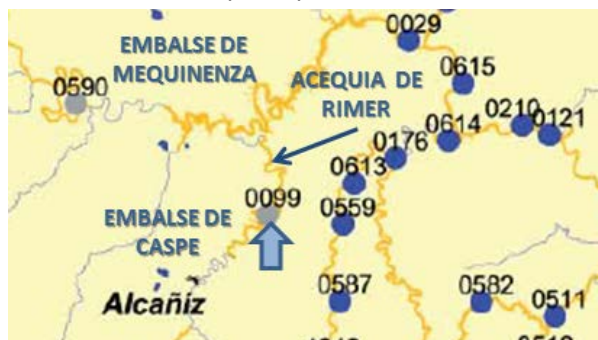 0029
EMBALSE DE
MEQUINENZA
0590
ACEQUIA DE
RIMER
0615
0210
0121
0614
0176
0613
0099
0559
EMBALSE DE
CASPE
Alcañiz
0587
0582
0511